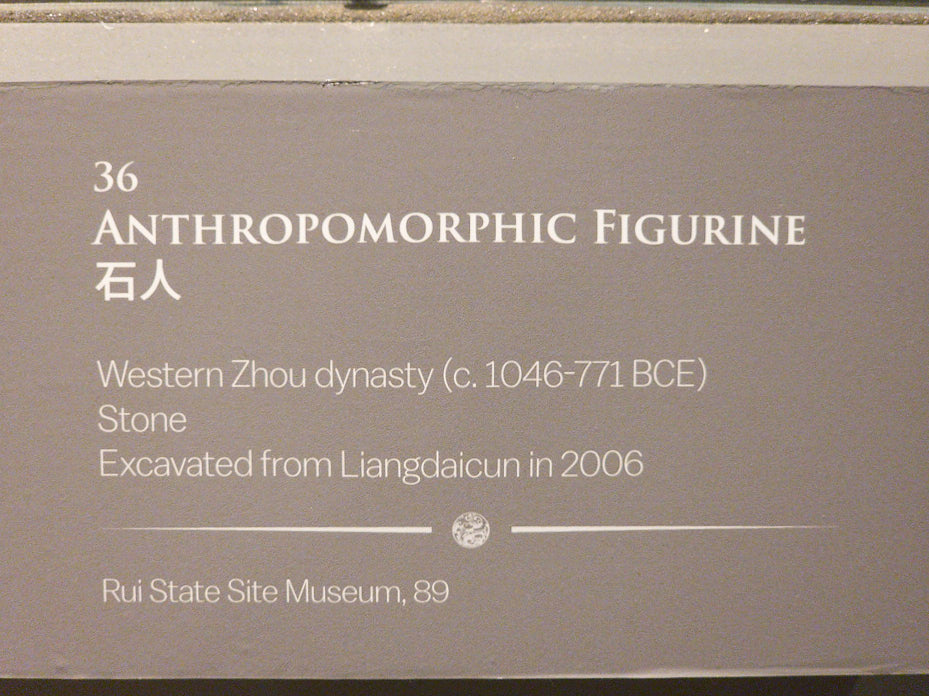 36
ANTHROPOMORPHIC FIGURINE
石人
Western Zhou dynasty (c. 1046-771 BCE)
Stone
Excavated from Liangdaicun in 2006
Rui State Site Museum, 89